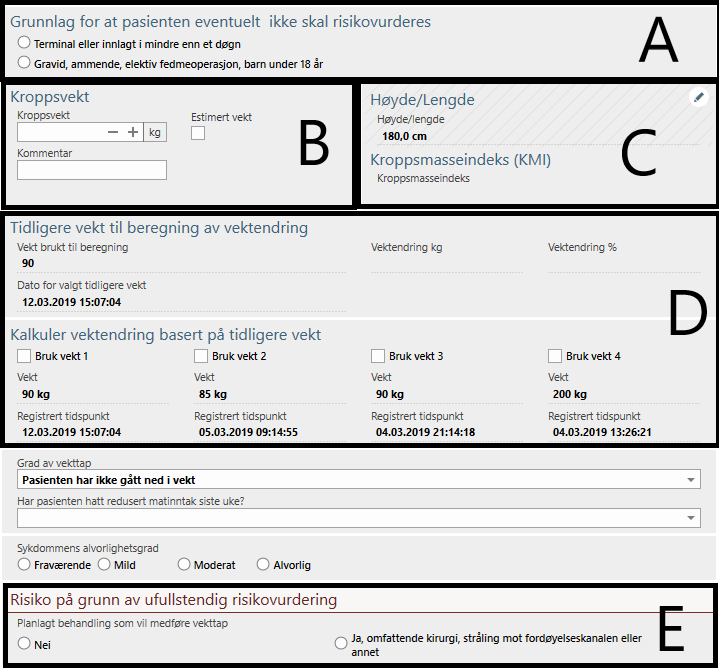 Grunnlag for at pasienten eventuelt ikke skal risikovurderes
Terminal eller innlagt i mindre enn et døgn
Gravid, ammende, elektiv fedmeoperasjon, barn under 18 år
A
Kroppsvekt
Kroppsvekt
Estimert vekt
kg
Kommentar
B
Høyde/Lengde
Høyde/lengde
180,0 cm
Kroppsmasseindeks (KMI)
Kroppsmasseindeks
C
Tidligere vekt til beregning av vektendring
Vekt brukt til beregning Vektendring kg Vektendring %
90
Dato for valgt tidligere vekt
12.03.2019 15:07:04
D
Kalkuler vektendring basert på tidligere vekt
Bruk vekt 1 Bruk vekt 2 Bruk vekt 3 Bruk vekt 4
Vekt Vekt Vekt Vekt
90 kg 85 kg 90 kg 200 kg
Registrert tidspunkt Registrert tidspunkt Registrert tidspunkt Registrert tidspunkt
12.03.2019 15:07:04 05.03.2019 09:14:55 04.03.2019 21:14:18 04.03.2019 13:26:21
Grad av vekttap
Pasienten har ikke gått ned i vekt
Har pasienten hatt redusert matinntak siste uke?
Sykdommens alvorlighetsgrad
Fraværende Mild Moderat Alvorlig
Risiko på grunn av ufullstendig risikovurdering
Planlagt behandling som vil medføre vekttap
Nei
Ja, omfattende kirurgi, stråling mot fordøyelseskanalen eller
annet
E